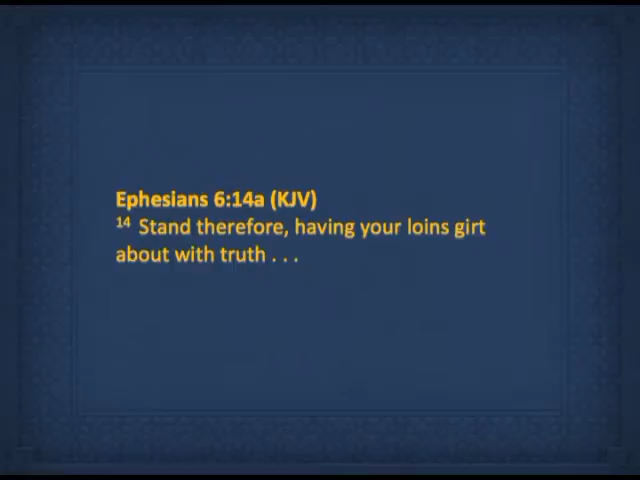 Ephesians 6:14a (KJV)
14 Stand therefore, having your loins girt
about with truth . . .